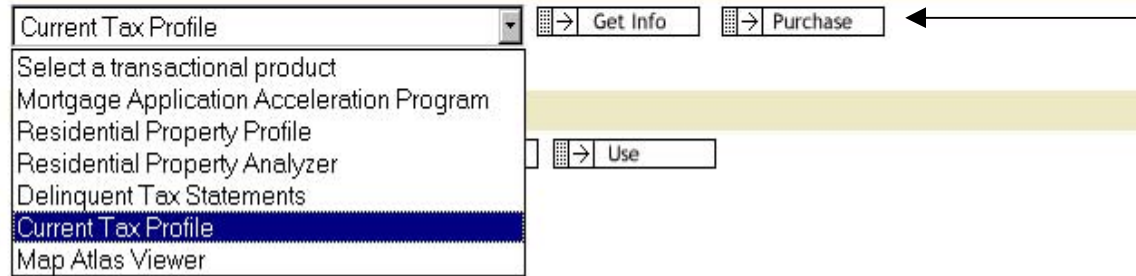 Current Tax Profile Get Info Purchase
Select a transactional product
Mortgage Application Acceleration Program
Residential Property Profile
Residential Property Analyzer Use
Delinquent Tax Statements
Current Tax Profile
Map Atlas Viewer